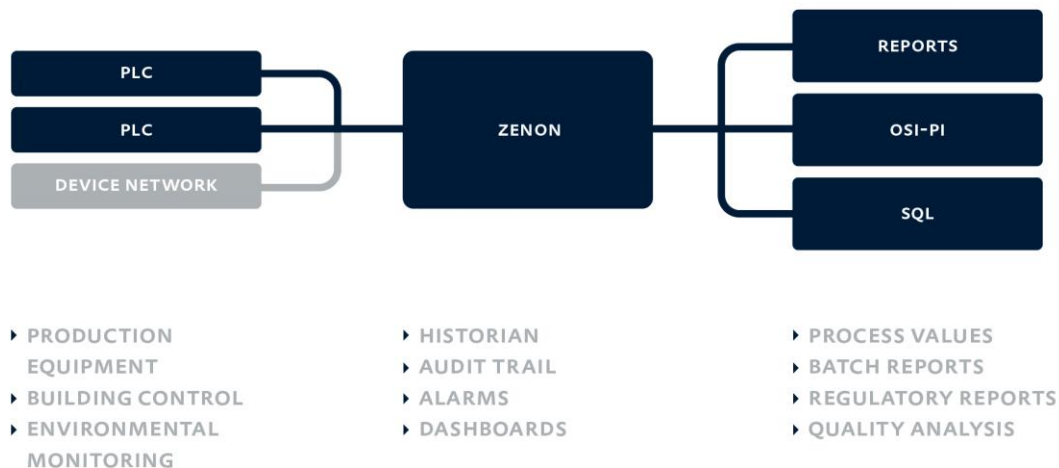 PLC
PLC
DEVICE NETWORK
ZENON
REPORTS
OSI-PI
SQL
PRODUCTION
EQUIPMENT
BUILDING CONTROL
ENVIRONMENTAL
MONITORING
HISTORIAN
AUDIT TRAIL
ALARMS
DASHBOARDS
PROCESS VALUES
BATCH REPORTS
REGULATORY REPORTS
QUALITY ANALYSIS